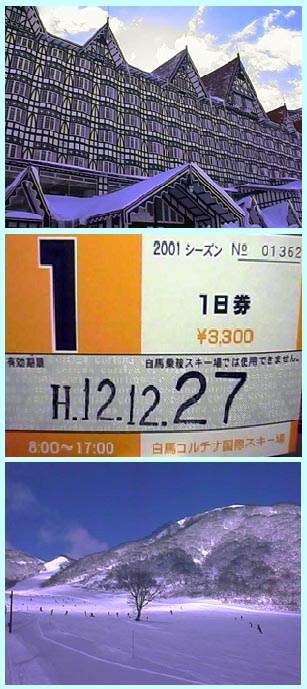 1
2001 シーズン № 01362
1日券
¥3,300
有効期限
白馬乗鞍スキー場では使用できません。
H.12.12.27
8:00~17:00
白馬コルチナ国際スキー場